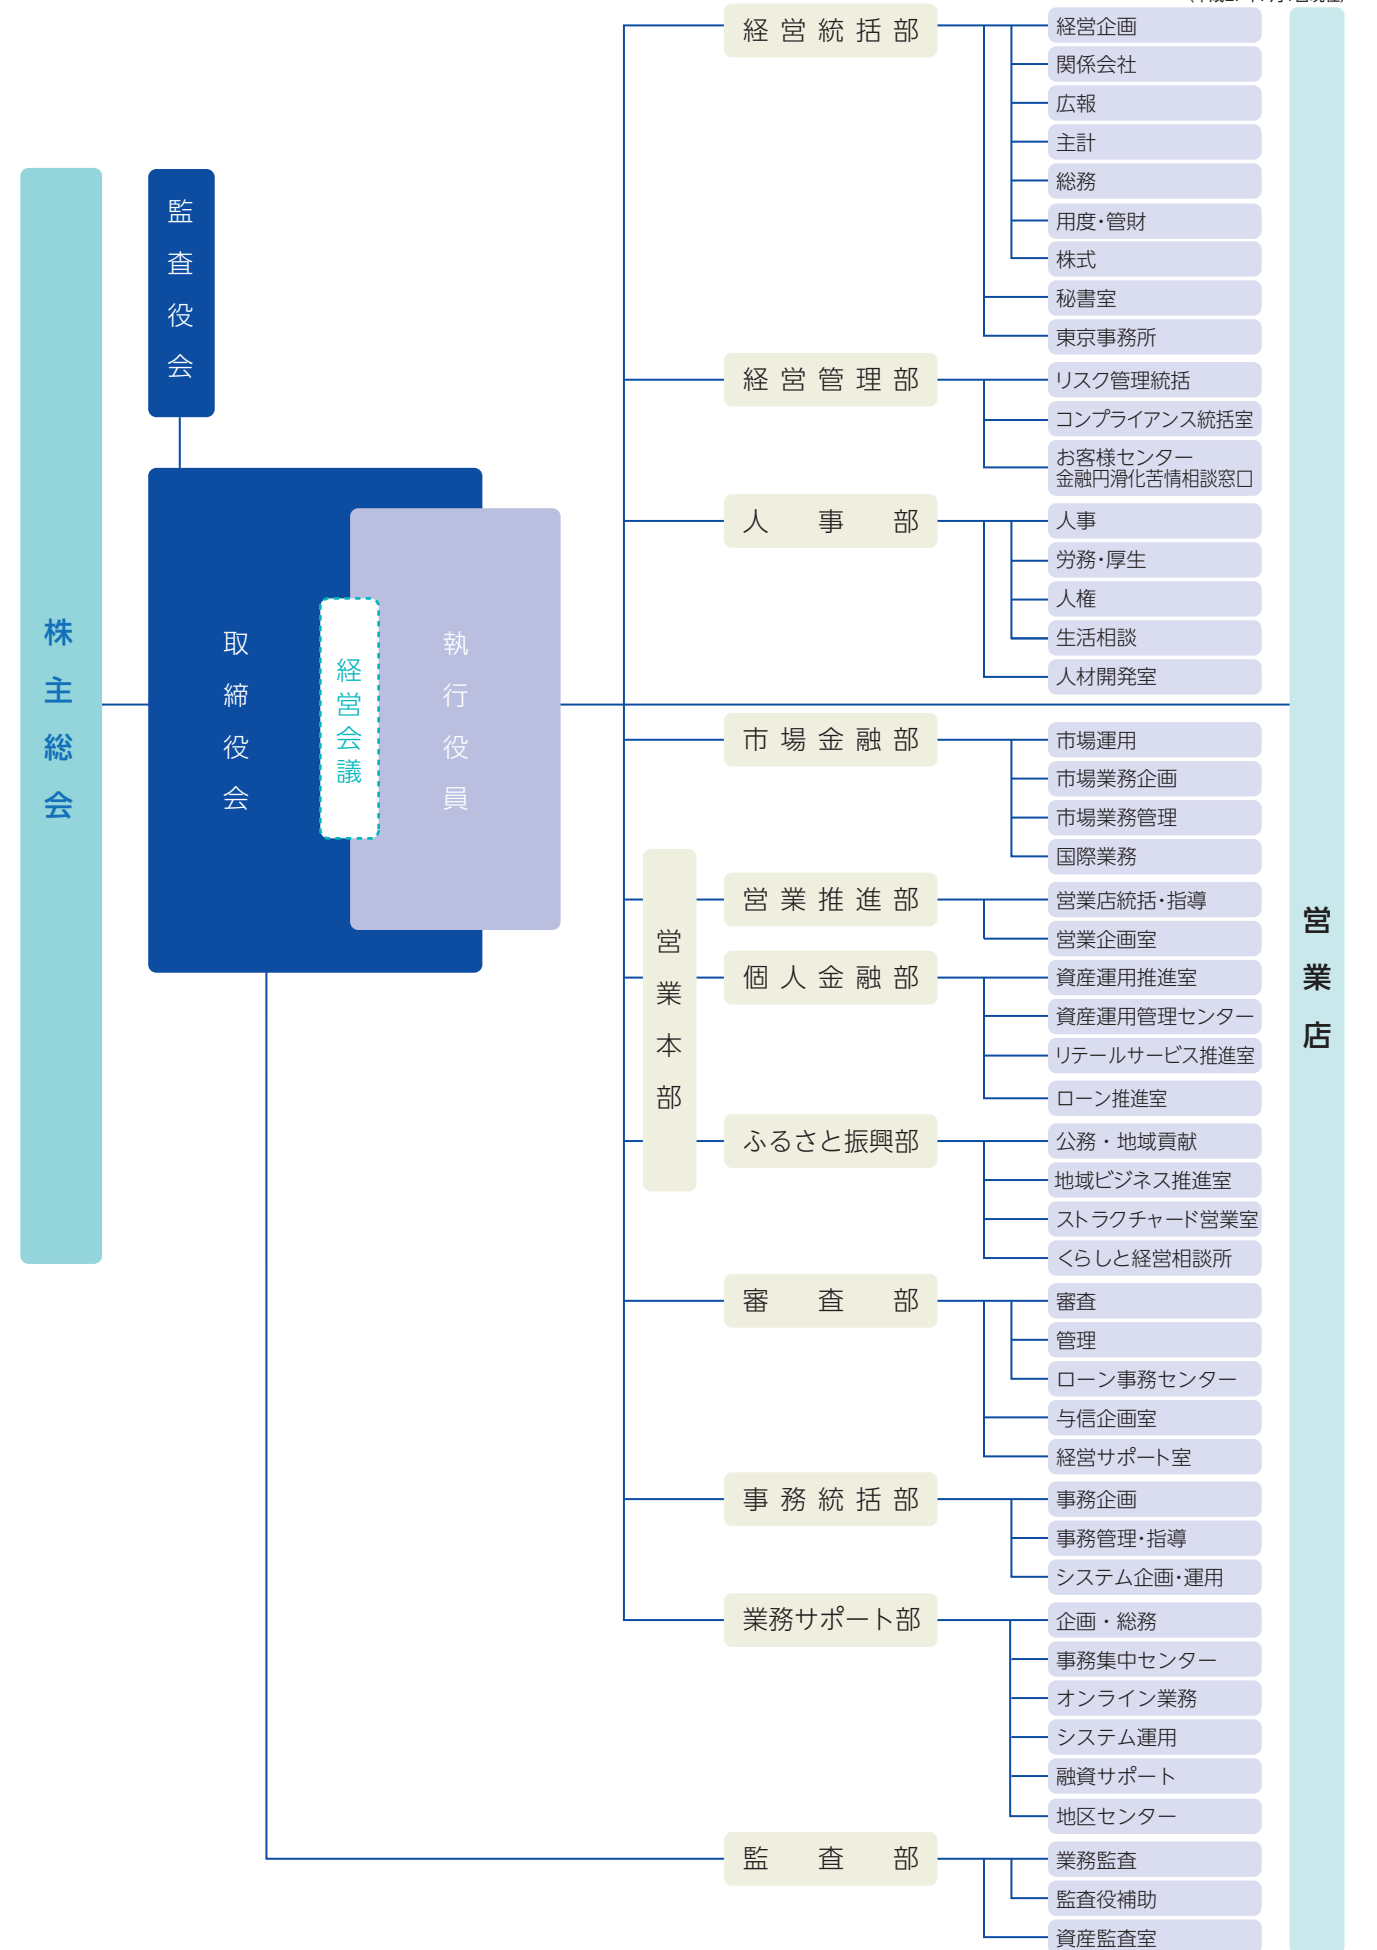 株主総会
監査役会
取締役会
経営会議
執行役員
経営統括部
経営企画
関係会社
広報
主計
総務
用度・管財
株式
秘書室
東京事務所
経営管理部
リスク管理統括
コンプライアンス統括室
お客様センター
金融円滑化苦情相談窓口
人事部
人事
労務・厚生
人権
生活相談
人材開発室
市場金融部
市場運用
市場業務企画
市場業務管理
国際業務
営業本部
営業推進部
営業店統括・指導
営業企画室
個人金融部
資産運用推進室
資産運用管理センター
リテールサービス推進室
ローン推進室
ふるさと振興部
公務・地域貢献
地域ビジネス推進室
ストラクチャード営業室
くらしと経営相談所
審査部
審査
管理
ローン事務センター
与信企画室
経営サポート室
事務統括部
事務企画
事務管理・指導
システム企画・運用
業務サポート部
企画・総務
事務集中センター
オンライン業務
システム運用
融資サポート
地区センター
監査部
業務監査
監査役補助
資産監査室
営業店